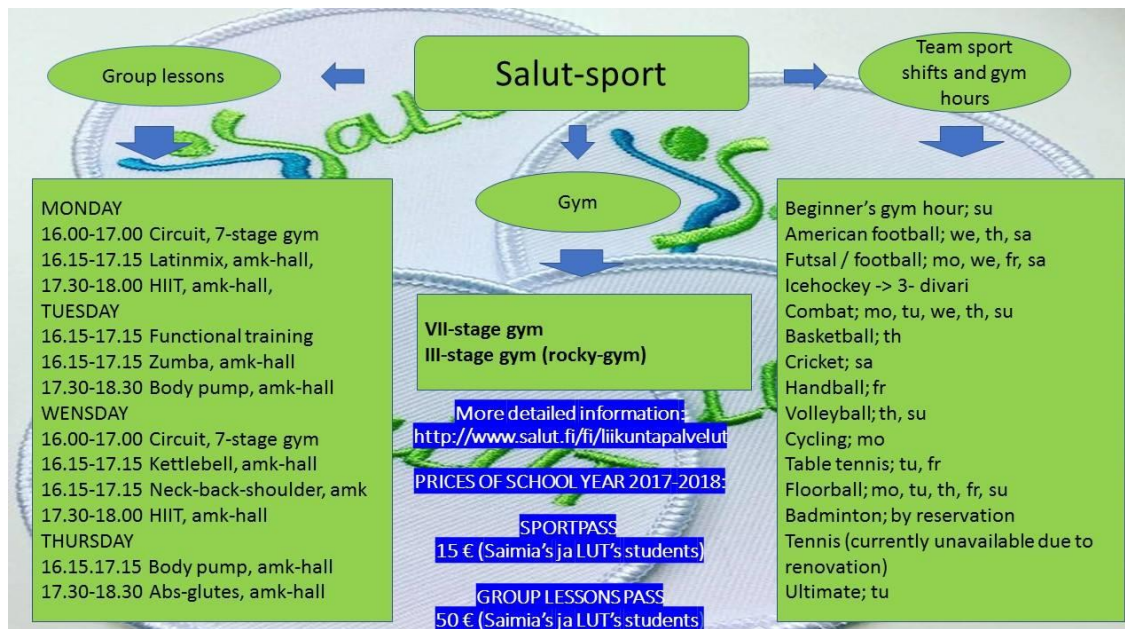 Salut-sport
Group lessons
MONDAY
16.00-17.00 Circuit, 7-stage gym
16.15-17.15 Latinmix, amk-hall,
17.30-18.00 HIIT, amk-hall,
TUESDAY
16.15-17.15 Functional training
16.15-17.15 Zumba, amk-hall
17.30-18.30 Body pump, amk-hall
WENSDAY
16.00-17.00 Circuit, 7-stage gym
16.15-17.15 Kettlebell, amk-hall
16.15-17.15 Neck-back-shoulder, amk
17.30-18.00 HIIT, amk-hall
THURSDAY
16.15.17.15 Body pump, amk-hall
17.30-18.30 Abs-glutes, amk-hall
Gym
VII-stage gym
III-stage gym (rocky-gym)
More detailed information:
http://www.salut.fi/fi/liikuntapalvelut
PRICES OF SCHOOL YEAR 2017-2018:
SPORTPASS
15 € (Saimia's ja LUT's students)
GROUP LESSONS PASS
50 € (Saimia's ja LUT's students)
Team sport
shifts and gym
hours
Beginner's gym hour; su
American football; we, th, sa
Futsal / football; mo, we, fr, sa
Icehockey -> 3- divari
Combat; mo, tu, we, th, su
Basketball; th
Cricket; sa
Handball; fr
Volleyball; th, su
Cycling; mo
Table tennis; tu, fr
Floorball; mo, tu, th, fr, su
Badminton; by reservation
Tennis (currently unavailable due to
renovation)
Ultimate; tu